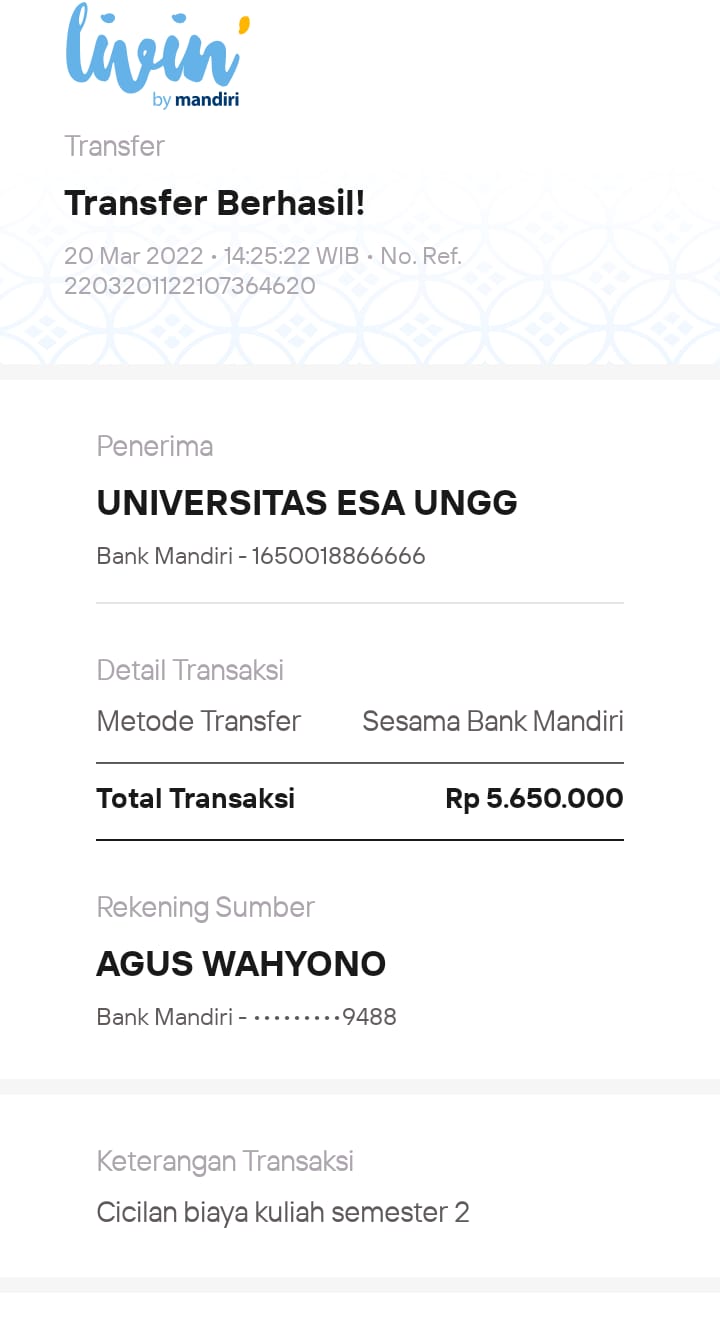 livin'
by mandiri
Transfer
Transfer Berhasil!
20 Mar 2022 • 14:25:22 WIB • No. Ref.
2203201122107364620
Penerima
UNIVERSITAS ESA UNGG
Bank Mandiri - 1650018866666
Detail Transaksi
Metode Transfer Sesama Bank Mandiri
Total Transaksi Rp 5.650.000
Rekening Sumber
AGUS WAHYONO
Bank Mandiri - •••••••••9488
Keterangan Transaksi
Cicilan biaya kuliah semester 2